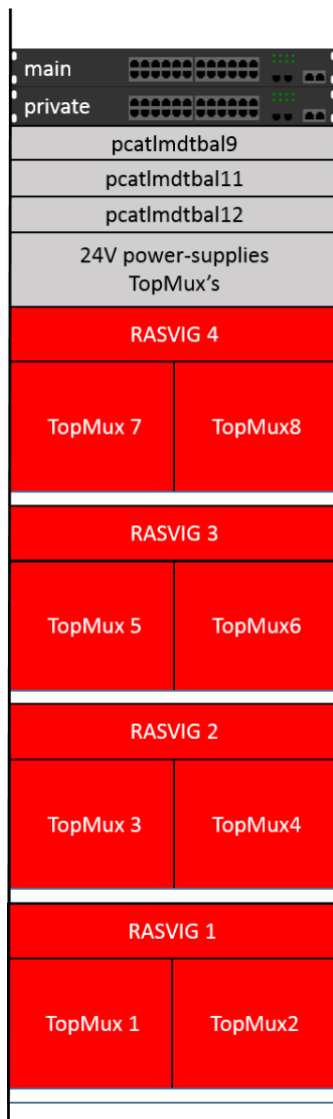 main
private
pcatlmdtbal9
pcatlmdtbal11
pcatlmdtbal12
24V power-supplies
TopMux's
RASVIG 4
TopMux 7
TopMux8
RASVIG 3
TopMux 5
TopMux6
RASVIG 2
TopMux 3
TopMux4
RASVIG 1
TopMux 1
TopMux2